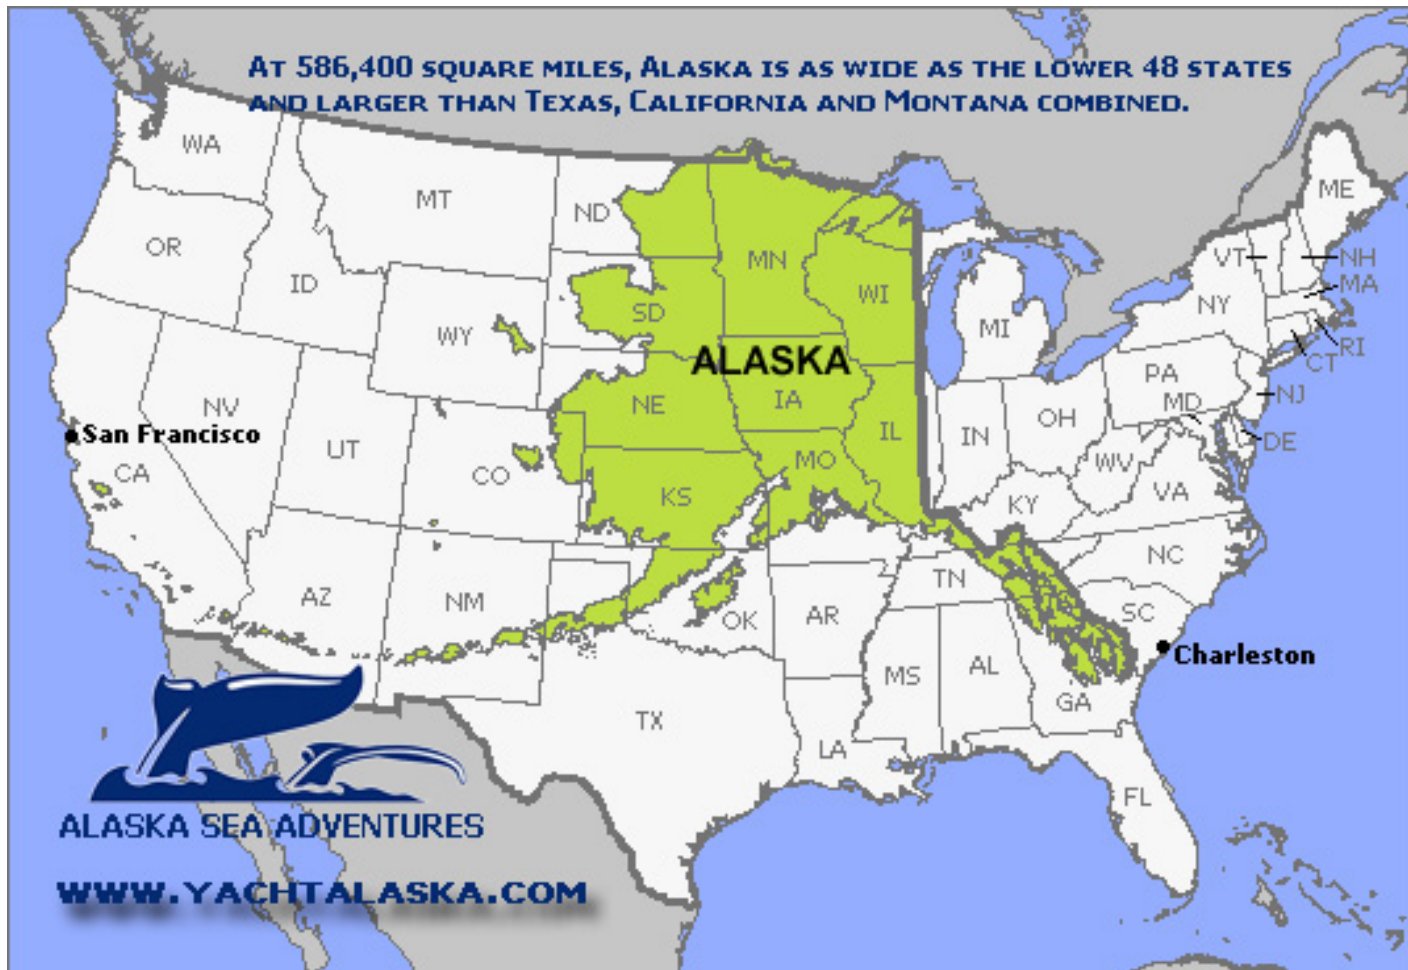 AT 586,400 SQUARE MILES, ALASKA IS AS WIDE AS THE LOWER 48 STATES
AND LARGER THAN TEXAS, CALIFORNIA AND MONTANA COMBINED.
WA
MT
ND
ME
OR
ID
MN
VT
NH
MA
SD
WI
NY
WY
MI
RI
CT
ALASKA
PA
NV
NE
IA
MD
NJ
OH
San Francisco
UT
IL
IN
DE
CA
CO
MO
WV
KS
KY
VA
NC
TN
AZ
NM
OK
AR
SC
Charleston
MS
AL
GA
TX
LA
FL
ALASKA SEA ADVENTURES
WWW.YACHTALASKA.COM